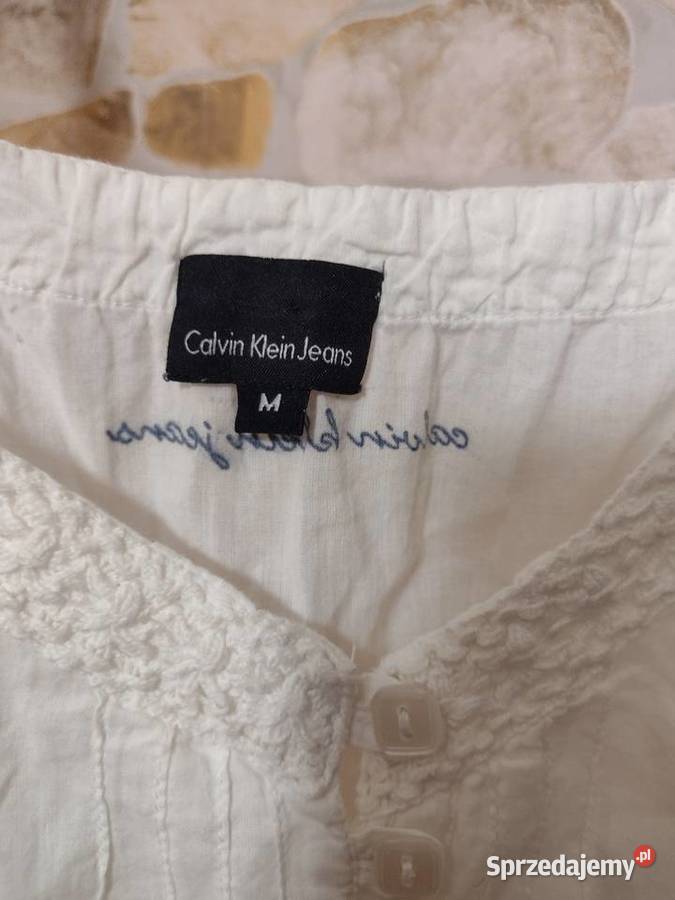 Calvin Klein Jeans
M
calvin klein jeans
Sprzedajemy.pl